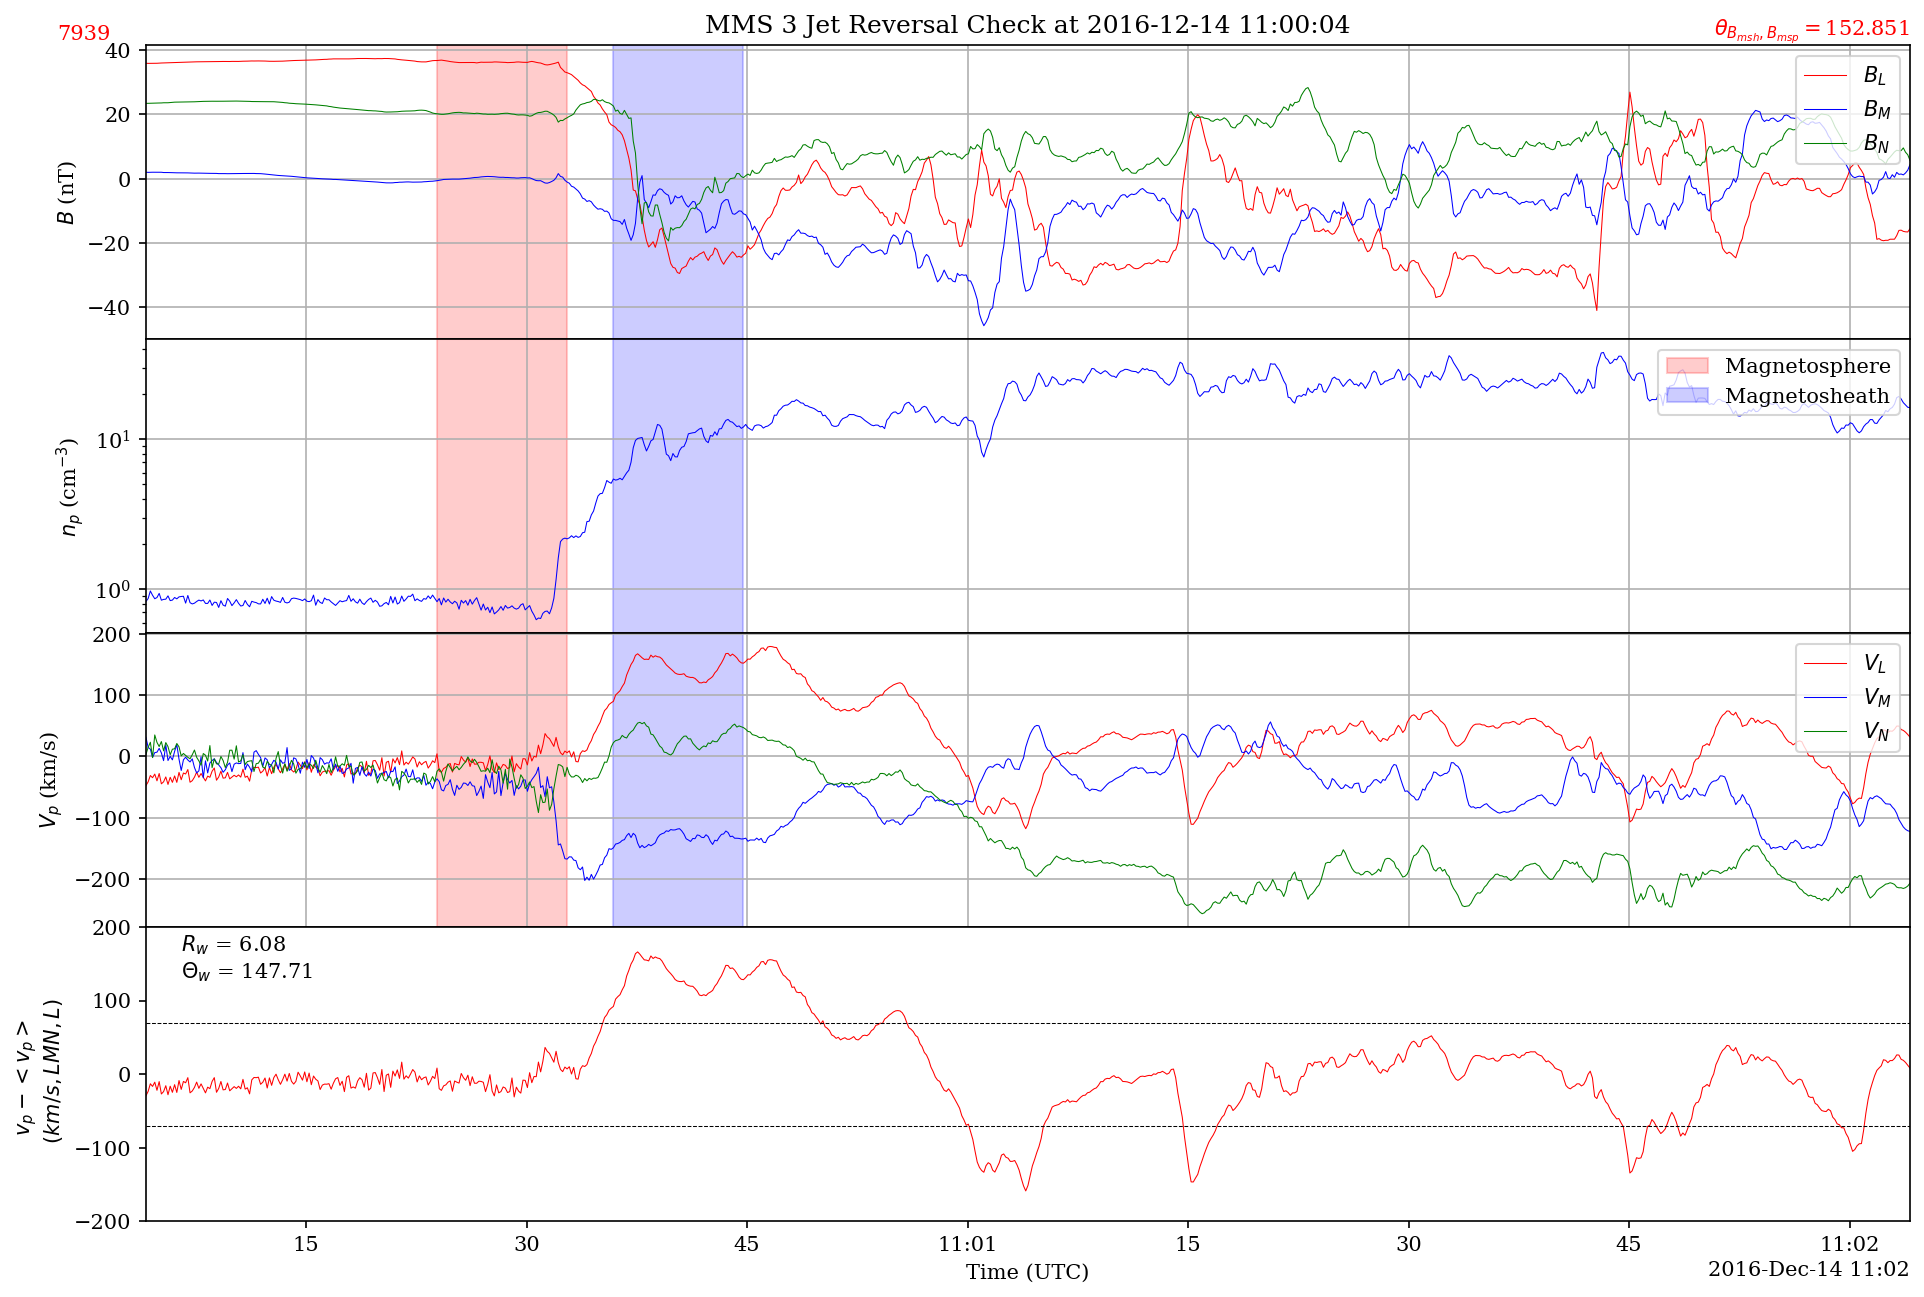 7939
MMS 3 Jet Reversal Check at 2016-12-14 11:00:04
θ_{B_{msh}, B_{msp}} = 152.851
40
20
0
−20
−40
B (nT)
B_L
B_M
B_N
10¹
10⁰
n_p (cm⁻³)
Magnetosphere
Magnetosheath
200
100
0
−100
−200
V_p (km/s)
V_L
V_M
V_N
200
100
0
−100
−200
v_p − < v_p >
(km/s, LMN, L)
R_w = 6.08
Θ_w = 147.71
15
30
45
11:01
15
30
45
11:02
Time (UTC)
2016-Dec-14 11:02